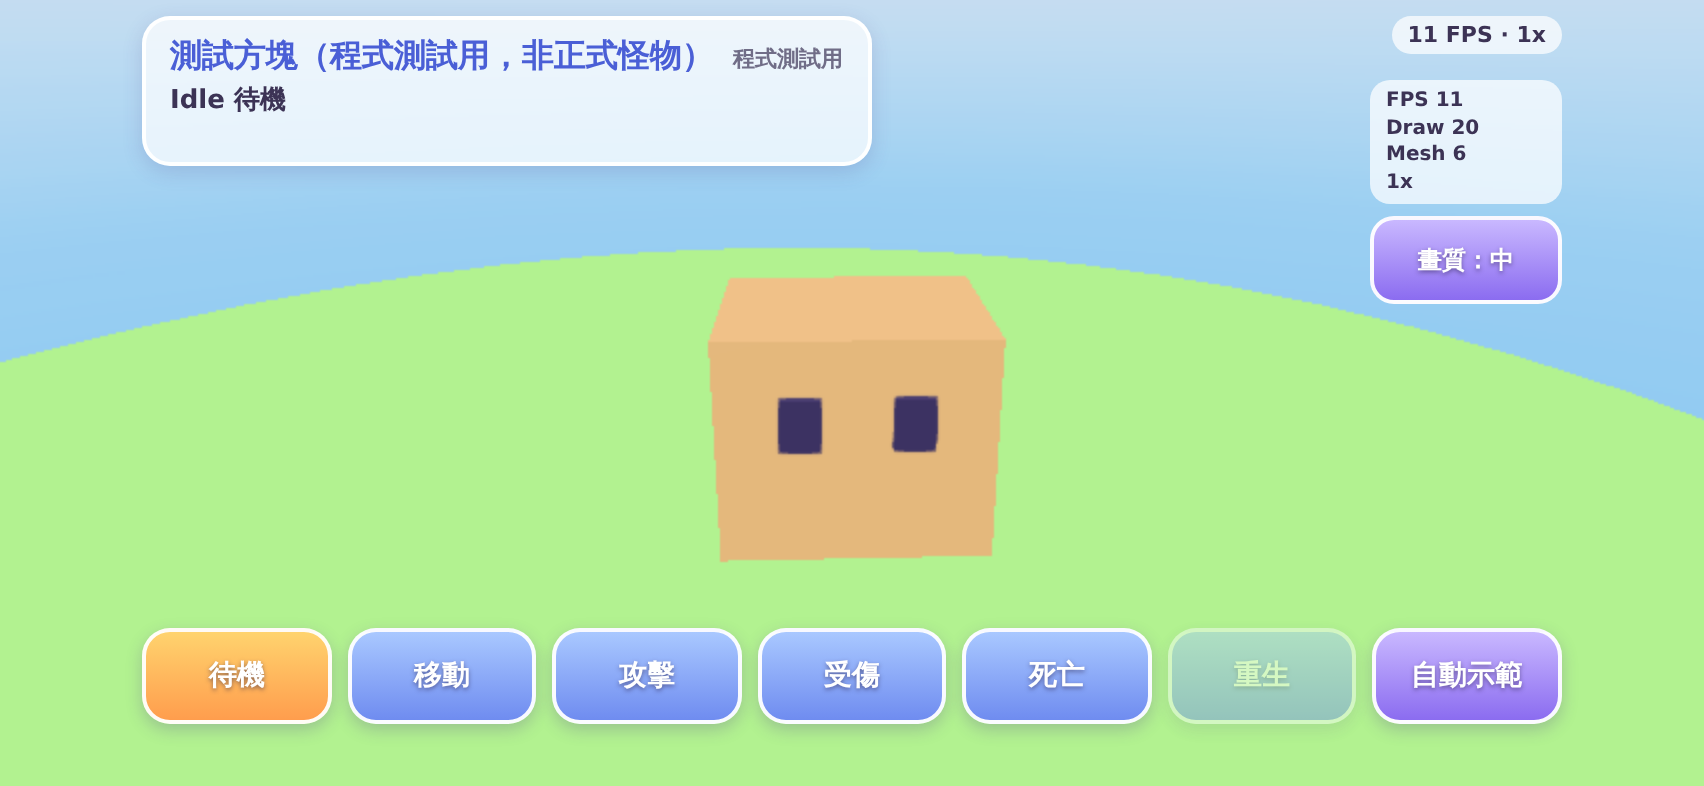 測試方塊（程式測試用，非正式怪物） 程式測試用
Idle 待機
11 FPS · 1x
FPS 11
Draw 20
Mesh 6
1x
畫質：中
待機
移動
攻擊
受傷
死亡
重生
自動示範